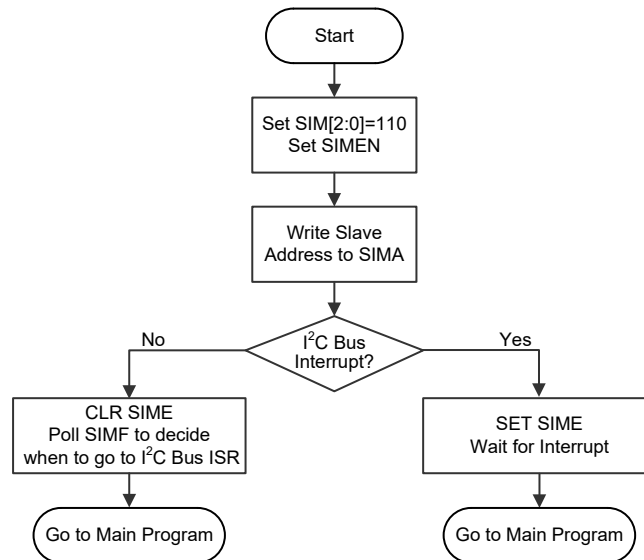 Start
Set SIM[2:0]=110
Set SIMEN
Write Slave
Address to SIMA
I²C Bus
Interrupt?
No
Yes
CLR SIME
Poll SIMF to decide
when to go to I²C Bus ISR
SET SIME
Wait for Interrupt
Go to Main Program
Go to Main Program